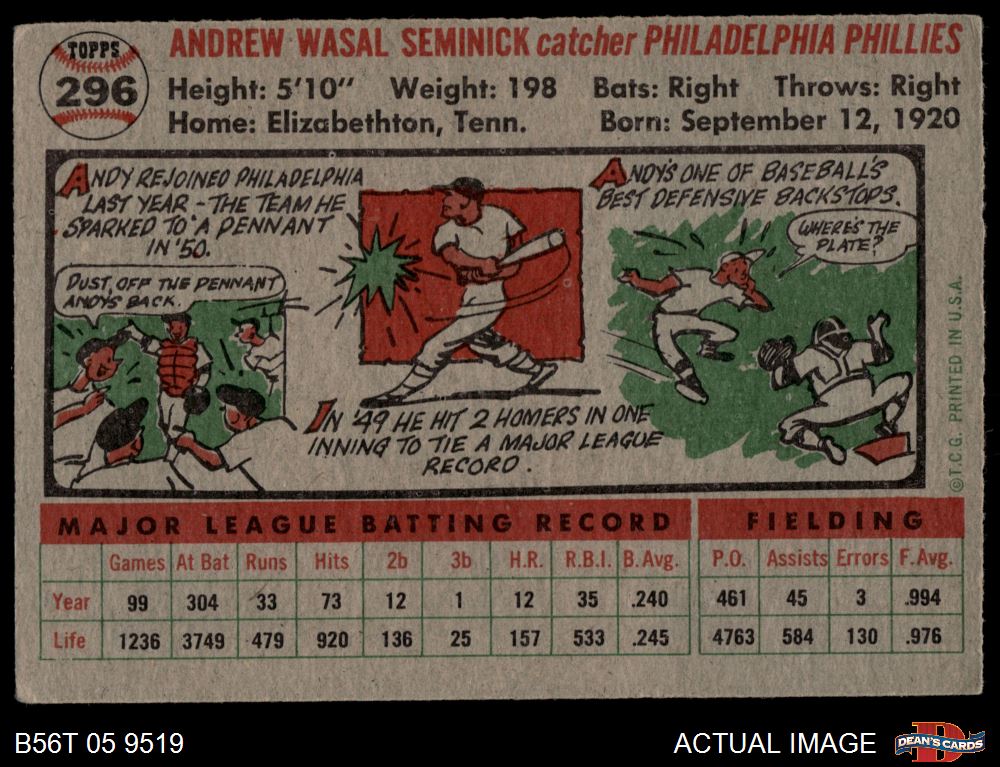 TOPPS
296
ANDREW WASAL SEMINICK catcher PHILADELPHIA PHILLIES
Height: 5'10" Weight: 198 Bats: Right Throws: Right
Home: Elizabethton, Tenn. Born: September 12, 1920
ANDY REJOINED PHILADELPHIA
LAST YEAR - THE TEAM HE
SPARKED TO A PENNANT
IN '50.
DUST OFF THE PENNANT
ANDY'S BACK.
IN '49 HE HIT 2 HOMERS IN ONE
INNING TO TIE A MAJOR LEAGUE
RECORD.
ANDY'S ONE OF BASEBALL'S
BEST DEFENSIVE BACKSTOPS.
WHERE'S THE
PLATE?
©T.C.G. PRINTED IN U.S.A.
MAJOR LEAGUE BATTING RECORD FIELDING
Games At Bat Runs Hits 2b 3b H.R. R.B.I. B.Avg. P.O. Assists Errors F.Avg.
Year 99 304 33 73 12 1 12 35 .240 461 45 3 .994
Life 1236 3749 479 920 136 25 157 533 .245 4763 584 130 .976
B56T 05 9519 ACTUAL IMAGE
DEAN'S CARDS